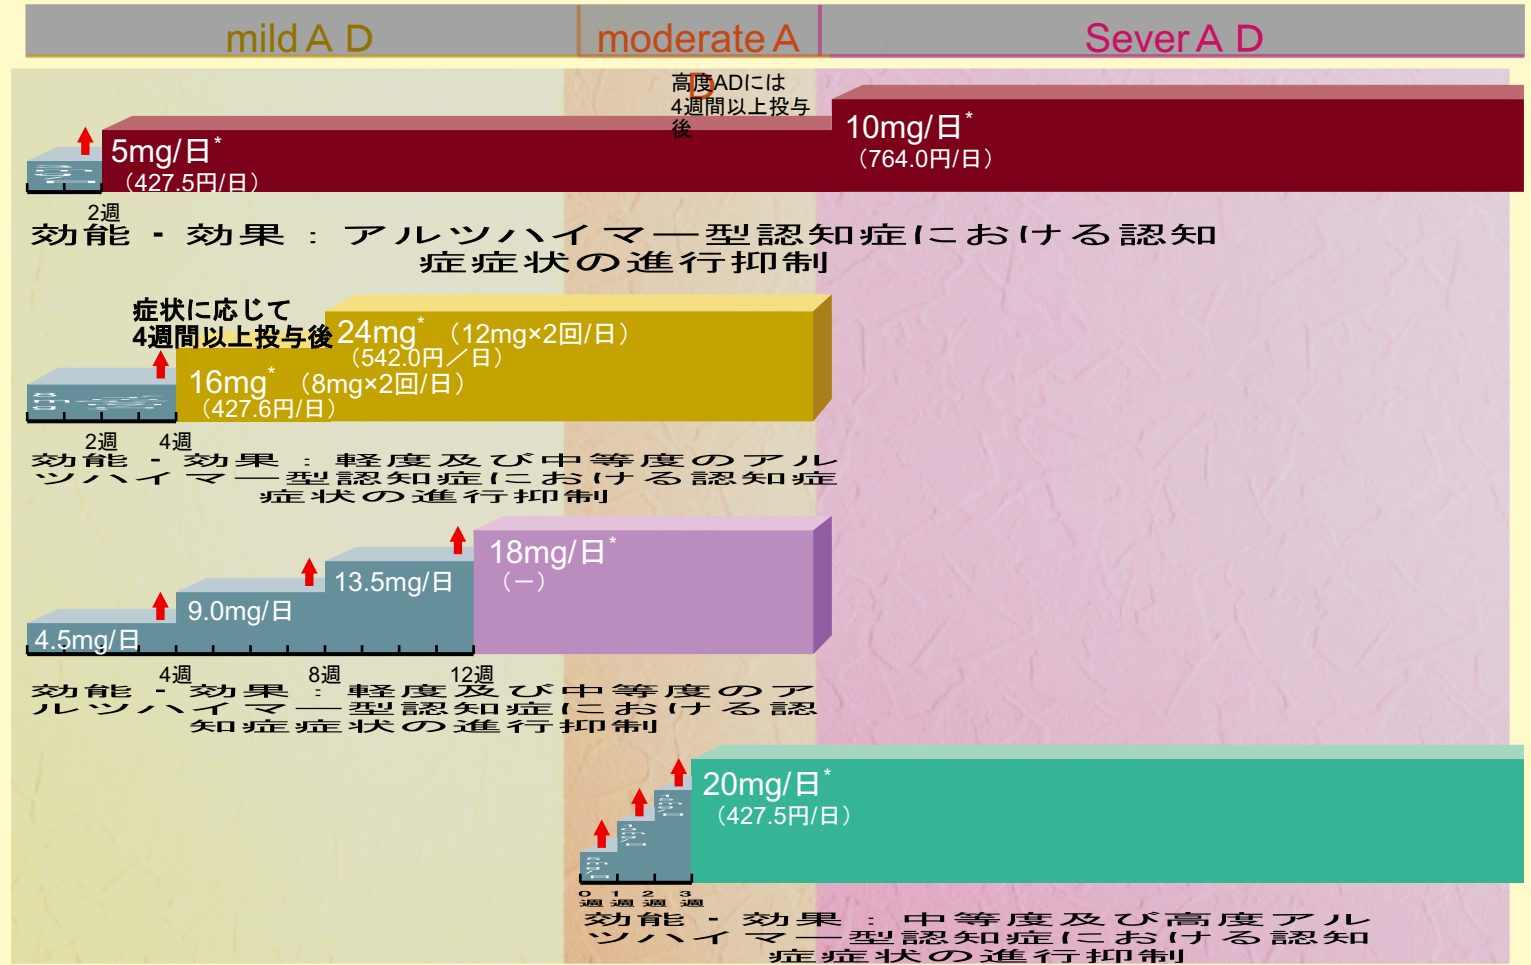 mild A D
moderate A
D
Sever A D
高度ADには
4週間以上投与
後
5mg/日*
（427.5円/日）
10mg/日*
（764.0円/日）
2週
効能・効果：アルツハイマー型認知症における認知
症症状の進行抑制
症状に応じて
4週間以上投与後
24mg*（12mg×2回/日）
（542.0円／日）
16mg*（8mg×2回/日）
（427.6円/日）
2週
4週
効能・効果：軽度及び中等度のアル
ツハイマー型認知症における認知症
症状の進行抑制
18mg/日*
（－）
13.5mg/日
9.0mg/日
4.5mg/日
4週
8週
12週
効能・効果：軽度及び中等度のア
ルツハイマー型認知症における認
知症症状の進行抑制
20mg/日*
（427.5円/日）
0週
1週
2週
3週
効能・効果：中等度及び高度アル
ツハイマー型認知症における認知
症症状の進行抑制